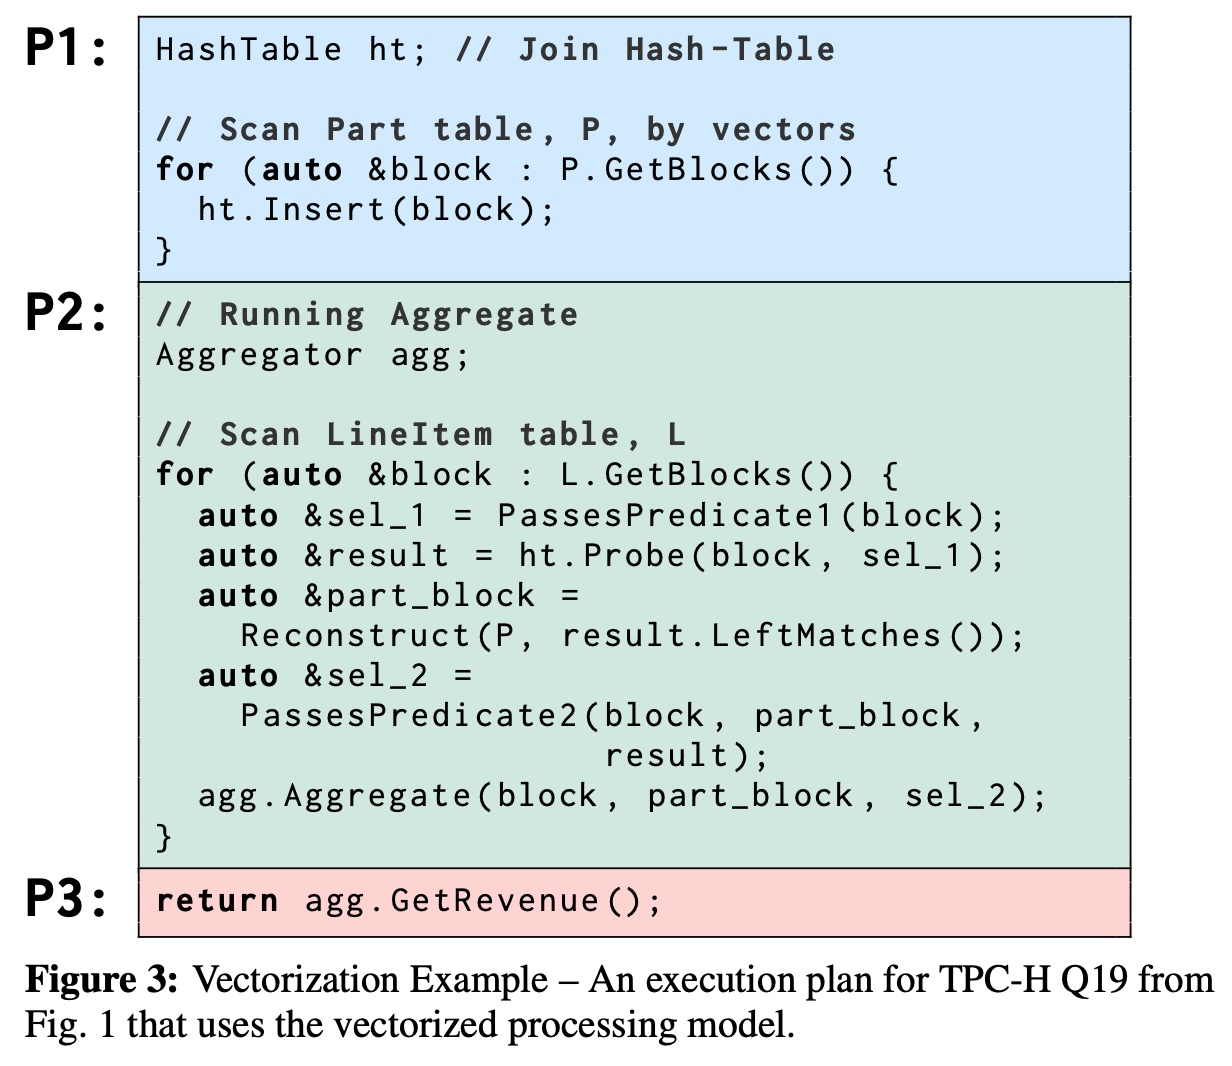 P1: HashTable ht; // Join Hash-Table
// Scan Part table, P, by vectors
for (auto &block : P.GetBlocks()) {
  ht.Insert(block);
}
P2: // Running Aggregate
Aggregator agg;
// Scan LineItem table, L
for (auto &block : L.GetBlocks()) {
  auto &sel_1 = PassesPredicate1(block);
  auto &result = ht.Probe(block, sel_1);
  auto &part_block =
    Reconstruct(P, result.LeftMatches());
  auto &sel_2 =
    PassesPredicate2(block, part_block,
                     result);
  agg.Aggregate(block, part_block, sel_2);
}
P3: return agg.GetRevenue();
Figure 3: Vectorization Example – An execution plan for TPC-H Q19 from
Fig. 1 that uses the vectorized processing model.